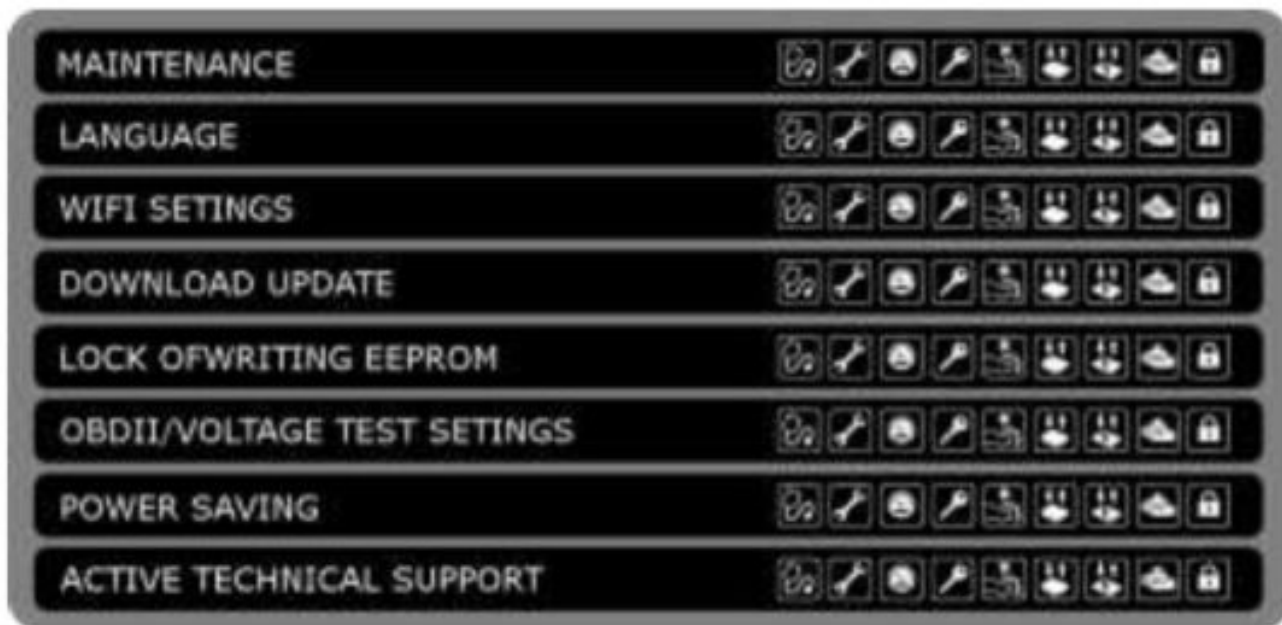 MAINTENANCE
LANGUAGE
WIFI SETINGS
DOWNLOAD UPDATE
LOCK OFWRITING EEPROM
OBDII/VOLTAGE TEST SETINGS
POWER SAVING
ACTIVE TECHNICAL SUPPORT